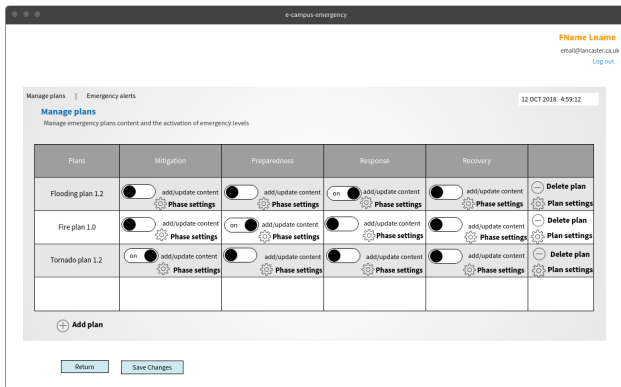 e-campus-emergency
FName Lname
email@lancaster.ca.uk
Log out
Manage plans | Emergency alerts
12 OCT 2018. 4:59:12
Manage plans
Manage emergency plans content and the activation of emergency levels
Plans Mitigation Preparedness Response Recovery
Flooding plan 1.2 add/update content add/update content on add/update content add/update content Delete plan
Phase settings Phase settings Phase settings Phase settings Plan settings
Fire plan 1.0 add/update content on add/update content add/update content add/update content Delete plan
Phase settings Phase settings Phase settings Phase settings Plan settings
Tornado plan 1.2 on add/update content add/update content add/update content add/update content Delete plan
Phase settings Phase settings Phase settings Phase settings Plan settings
Add plan
Return Save Changes